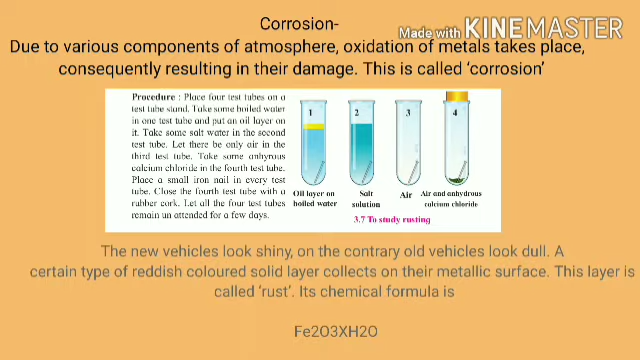 Corrosion-
Made with KINEMASTER
Due to various components of atmosphere, oxidation of metals takes place,
consequently resulting in their damage. This is called ‘corrosion’
Procedure : Place four test tubes on a
test tube stand. Take some boiled water
in one test tube and put an oil layer on
it. Take some salt water in the second
test tube. Let there be only air in the
third test tube. Take some anhyrous
calcium chloride in the fourth test tube.
Place a small iron nail in every test
tube. Close the fourth test tube with a
rubber cork. Let all the four test tubes
remain un attended for a few days.
1 2 3 4
Oil layer on
boiled water
Salt
solution
Air
Air and anhydrous
calcium chloride
3.7 To study rusting
The new vehicles look shiny, on the contrary old vehicles look dull. A
certain type of reddish coloured solid layer collects on their metallic surface. This layer is
called ‘rust’. Its chemical formula is
Fe2O3XH2O